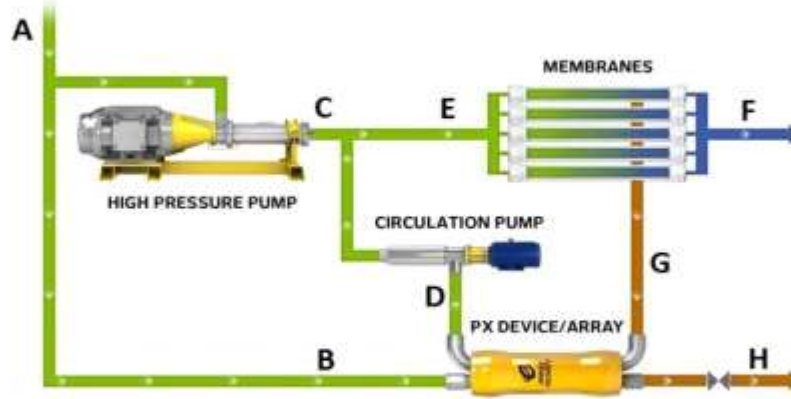 A
MEMBRANES
C
E
F
HIGH PRESSURE PUMP
CIRCULATION PUMP
G
D
PX DEVICE/ARRAY
B
H